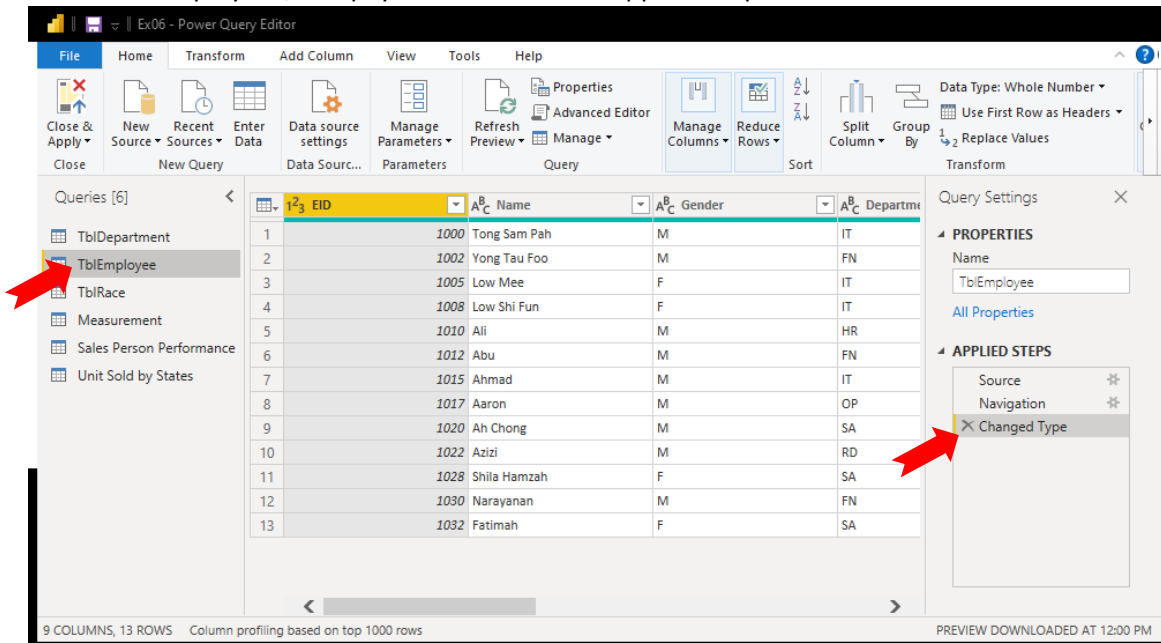 Ex06 - Power Query Editor
File Home Transform Add Column View Tools Help
Close & Apply
New Source
Recent Sources
Enter Data
Data source settings
Manage Parameters
Refresh Preview
Properties
Advanced Editor
Manage
Manage Columns
Reduce Rows
Split Column
Group By
Data Type: Whole Number
Use First Row as Headers
Replace Values
Close New Query Data Sourc... Parameters Query Sort Transform
Queries [6]
TblDepartment
TblEmployee
TblRace
Measurement
Sales Person Performance
Unit Sold by States
EID Name Gender Departme
1 1000 Tong Sam Pah M IT
2 1002 Yong Tau Foo M FN
3 1005 Low Mee F IT
4 1008 Low Shi Fun F IT
5 1010 Ali M HR
6 1012 Abu M FN
7 1015 Ahmad M IT
8 1017 Aaron M OP
9 1020 Ah Chong M SA
10 1022 Azizi M RD
11 1028 Shila Hamzah F SA
12 1030 Narayanan M FN
13 1032 Fatimah F SA
Query Settings
PROPERTIES
Name
TblEmployee
All Properties
APPLIED STEPS
Source
Navigation
Changed Type
9 COLUMNS, 13 ROWS Column profiling based on top 1000 rows PREVIEW DOWNLOADED AT 12:00 PM